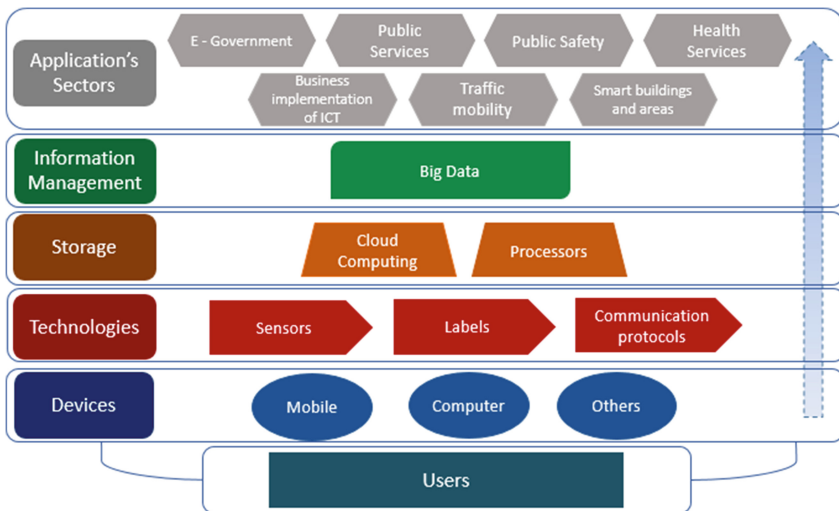 Application's
Sectors
E - Government
Public
Services
Public Safety
Health
Services
Business
implementation
of ICT
Traffic
mobility
Smart buildings
and areas
Information
Management
Big Data
Storage
Cloud
Computing
Processors
Technologies
Sensors
Labels
Communication
protocols
Devices
Mobile
Computer
Others
Users